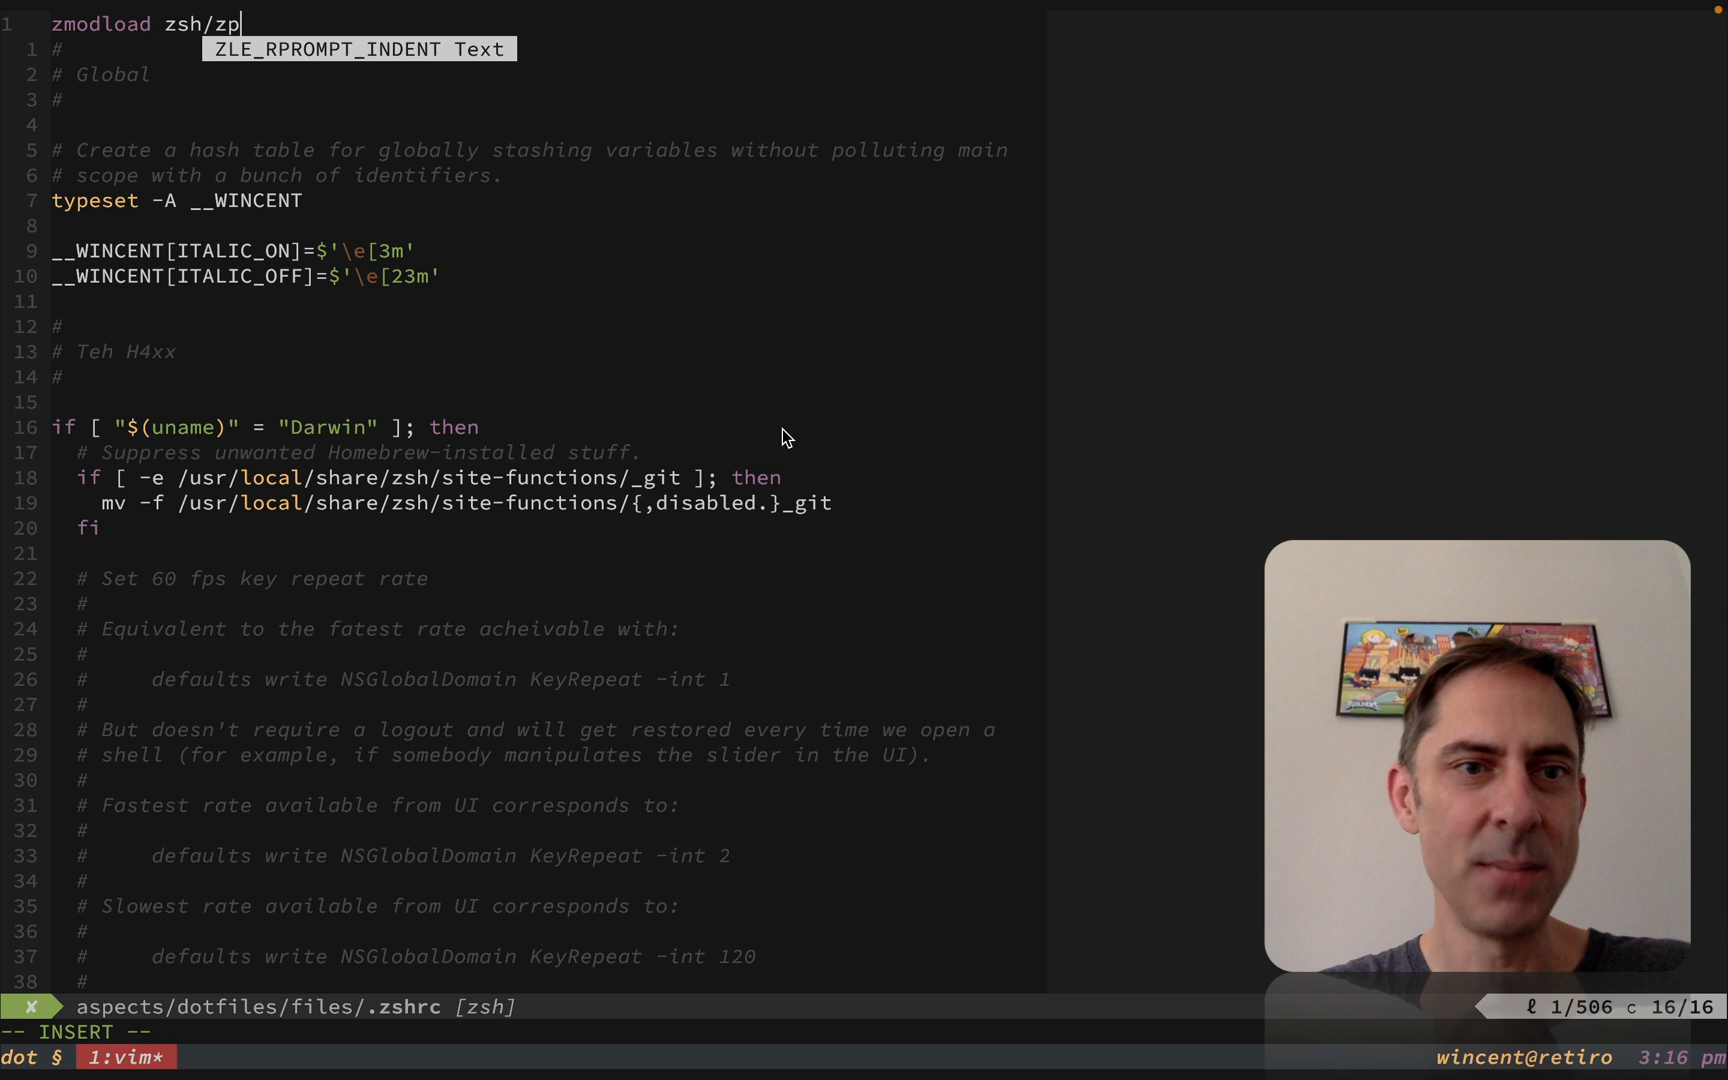 1 zmodload zsh/zp
1 # ZLE_RPROMPT_INDENT Text
2 # Global
3 #
4
5 # Create a hash table for globally stashing variables without polluting main
6 # scope with a bunch of identifiers.
7 typeset -A __WINCENT
8
9 __WINCENT[ITALIC_ON]=$'\e[3m'
10 __WINCENT[ITALIC_OFF]=$'\e[23m'
11
12 #
13 # Teh H4xx
14 #
15
16 if [ "$(uname)" = "Darwin" ]; then
17 # Suppress unwanted Homebrew-installed stuff.
18 if [ -e /usr/local/share/zsh/site-functions/_git ]; then
19 mv -f /usr/local/share/zsh/site-functions/{,disabled.}_git
20 fi
21
22 # Set 60 fps key repeat rate
23 #
24 # Equivalent to the fatest rate acheivable with:
25 #
26 # defaults write NSGlobalDomain KeyRepeat -int 1
27 #
28 # But doesn't require a logout and will get restored every time we open a
29 # shell (for example, if somebody manipulates the slider in the UI).
30 #
31 # Fastest rate available from UI corresponds to:
32 #
33 # defaults write NSGlobalDomain KeyRepeat -int 2
34 #
35 # Slowest rate available from UI corresponds to:
36 #
37 # defaults write NSGlobalDomain KeyRepeat -int 120
38 #
✘ aspects/dotfiles/files/.zshrc [zsh] ℓ 1/506 c 16/16
-- INSERT --
dot § 1:vim* wincent@retiro 3:16 pm